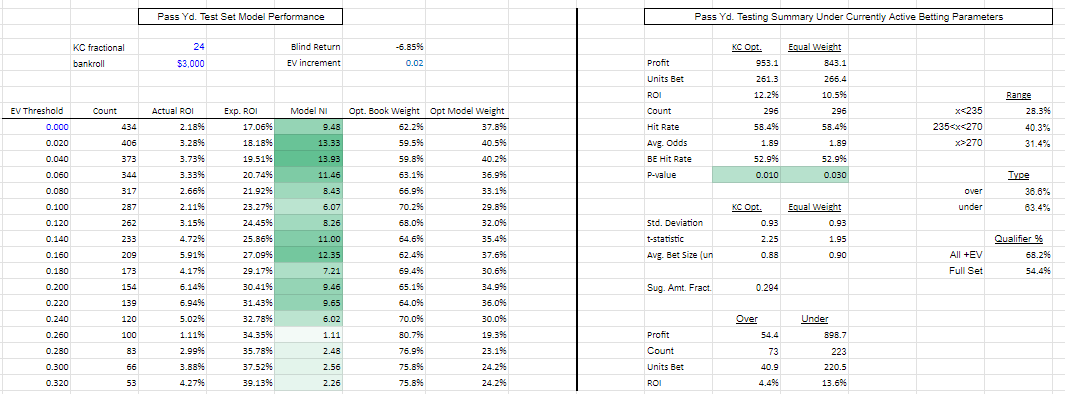 Pass Yd. Test Set Model Performance
KC fractional 24 Blind Return -6.85%
bankroll $3,000 EV increment 0.02
EV Threshold Count Actual ROI Exp. ROI Model NI Opt. Book Weight Opt Model Weight
0.000 434 2.18% 17.06% 9.48 62.2% 37.8%
0.020 406 3.28% 18.18% 13.33 59.5% 40.5%
0.040 373 3.73% 19.51% 13.93 59.8% 40.2%
0.060 344 3.33% 20.74% 11.46 63.1% 36.9%
0.080 317 2.66% 21.92% 8.43 66.9% 33.1%
0.100 287 2.11% 23.27% 6.07 70.2% 29.8%
0.120 262 3.15% 24.45% 8.26 68.0% 32.0%
0.140 233 4.72% 25.86% 11.00 64.6% 35.4%
0.160 209 5.91% 27.09% 12.35 62.4% 37.6%
0.180 173 4.17% 29.17% 7.21 69.4% 30.6%
0.200 154 6.14% 30.41% 9.46 65.1% 34.9%
0.220 139 6.94% 31.43% 9.65 64.0% 36.0%
0.240 120 5.02% 32.78% 6.02 70.0% 30.0%
0.260 100 1.11% 34.35% 1.11 80.7% 19.3%
0.280 83 2.99% 35.78% 2.48 76.9% 23.1%
0.300 66 3.88% 37.52% 2.56 75.8% 24.2%
0.320 53 4.27% 39.13% 2.26 75.8% 24.2%
Pass Yd. Testing Summary Under Currently Active Betting Parameters
KC Opt. Equal Weight
Profit 953.1 843.1
Units Bet 261.3 266.4
ROI 12.2% 10.5% Range
Count 296 296 x<235 28.3%
Hit Rate 58.4% 58.4% 235<x<270 40.3%
Avg. Odds 1.89 1.89 x>270 31.4%
BE Hit Rate 52.9% 52.9%
P-value 0.010 0.030 Type
over 36.6%
KC Opt. Equal Weight under 63.4%
Std. Deviation 0.93 0.93
t-statistic 2.25 1.95 Qualifier %
Avg. Bet Size (un 0.88 0.90 All +EV 68.2%
Full Set 54.4%
Sug. Amt. Fract. 0.294
Over Under
Profit 54.4 898.7
Count 73 223
Units Bet 40.9 220.5
ROI 4.4% 13.6%